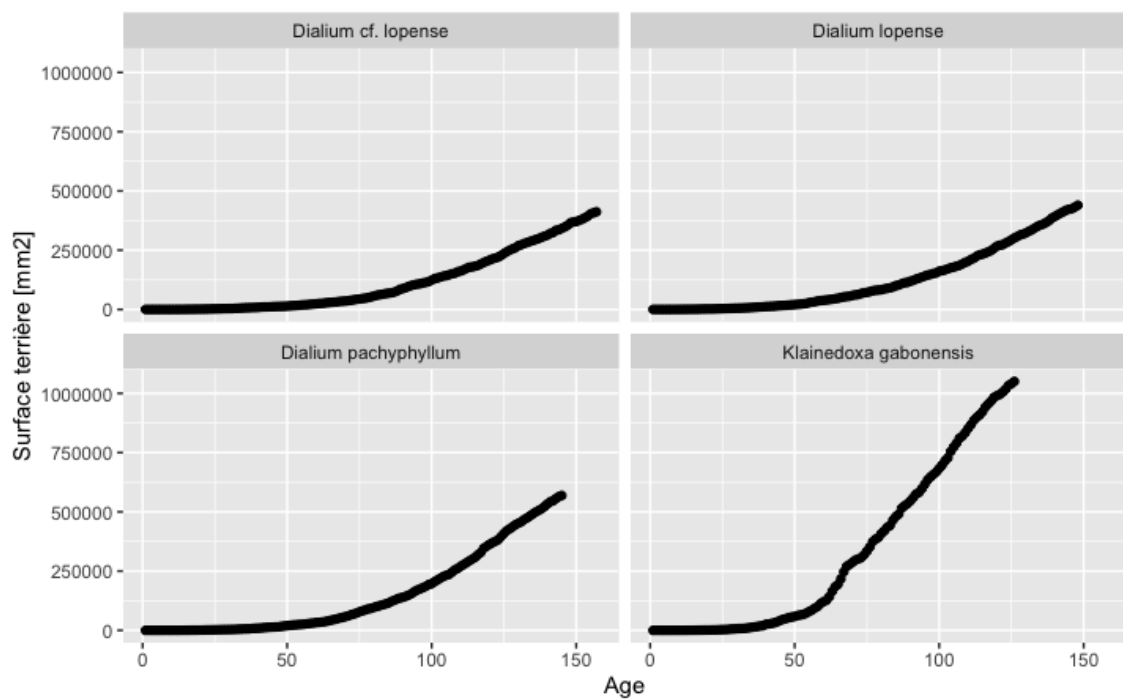 Dialium cf. lopense
Dialium lopense
1000000
750000
500000
250000
0
Dialium pachyphyllum
Klainedoxa gabonensis
1000000
750000
500000
250000
0
0 50 100 150
0 50 100 150
Surface terrière [mm2]
Age